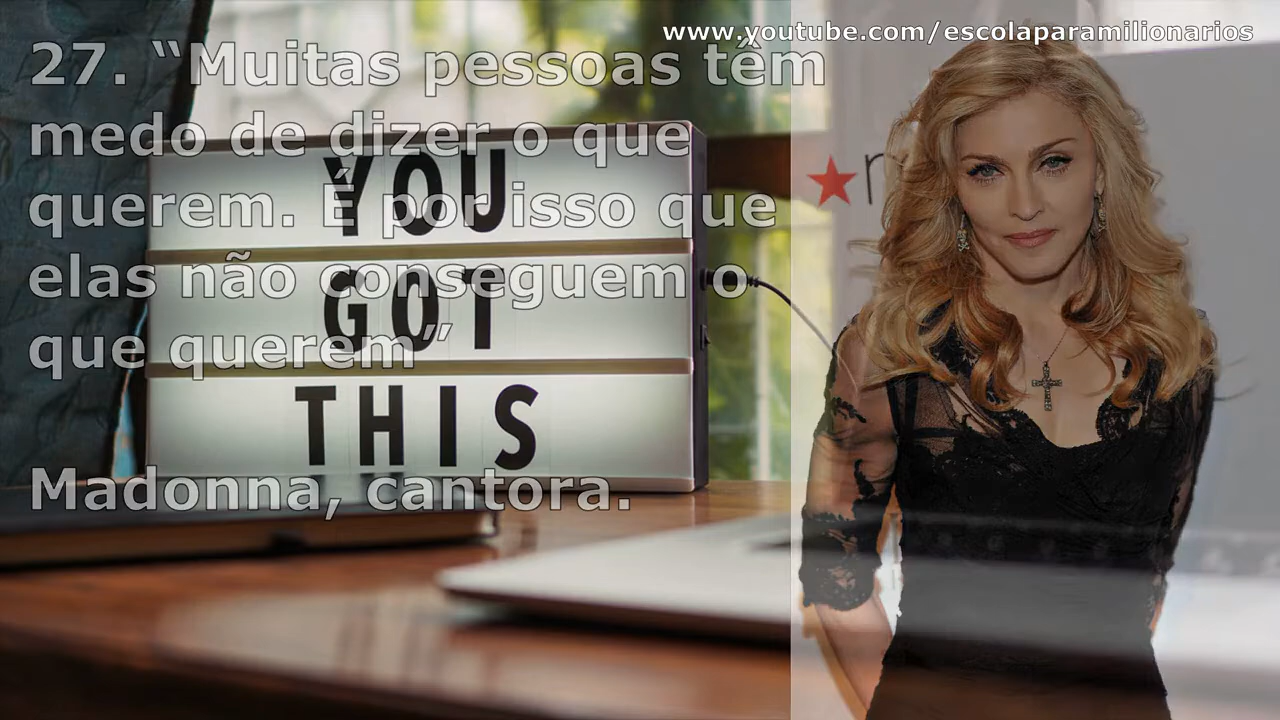 www.youtube.com/escolaparamilionarios
27. “Muitas pessoas têm
medo de dizer o que
querem. É por isso que
elas não conseguem o
que querem”
Madonna, cantora.
YOU
GOT
THIS